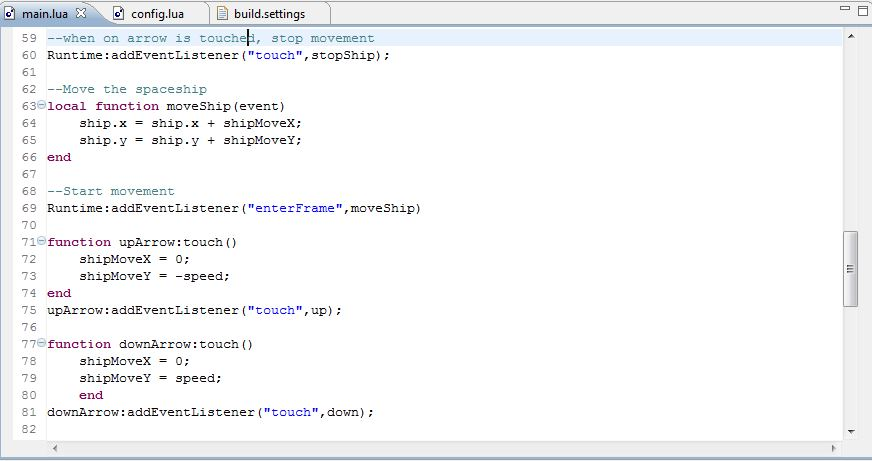 main.lua config.lua build.settings
59 --when on arrow is touched, stop movement
60 Runtime:addEventListener("touch",stopShip);
61
62 --Move the spaceship
63 local function moveShip(event)
64     ship.x = ship.x + shipMoveX;
65     ship.y = ship.y + shipMoveY;
66 end
67
68 --Start movement
69 Runtime:addEventListener("enterFrame",moveShip)
70
71 function upArrow:touch()
72     shipMoveX = 0;
73     shipMoveY = -speed;
74 end
75 upArrow:addEventListener("touch",up);
76
77 function downArrow:touch()
78     shipMoveX = 0;
79     shipMoveY = speed;
80     end
81 downArrow:addEventListener("touch",down);
82